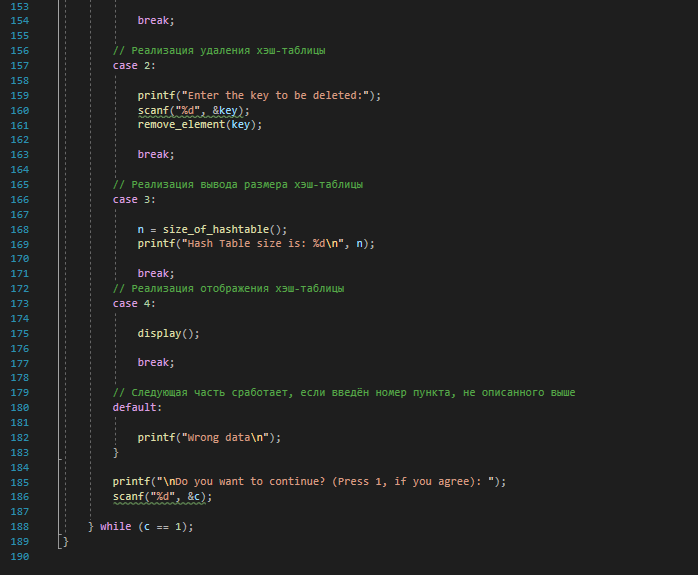 153
154 break;
155
156 // Реализация удаления хэш-таблицы
157 case 2:
158
159 printf("Enter the key to be deleted:");
160 scanf("%d", &key);
161 remove_element(key);
162
163 break;
164
165 // Реализация вывода размера хэш-таблицы
166 case 3:
167
168 n = size_of_hashtable();
169 printf("Hash Table size is: %d\n", n);
170
171 break;
172 // Реализация отображения хэш-таблицы
173 case 4:
174
175 display();
176
177 break;
178
179 // Следующая часть сработает, если введён номер пункта, не описанного выше
180 default:
181
182 printf("Wrong data\n");
183 }
184
185 printf("\nDo you want to continue? (Press 1, if you agree): ");
186 scanf("%d", &c);
187
188 } while (c == 1);
189 }
190